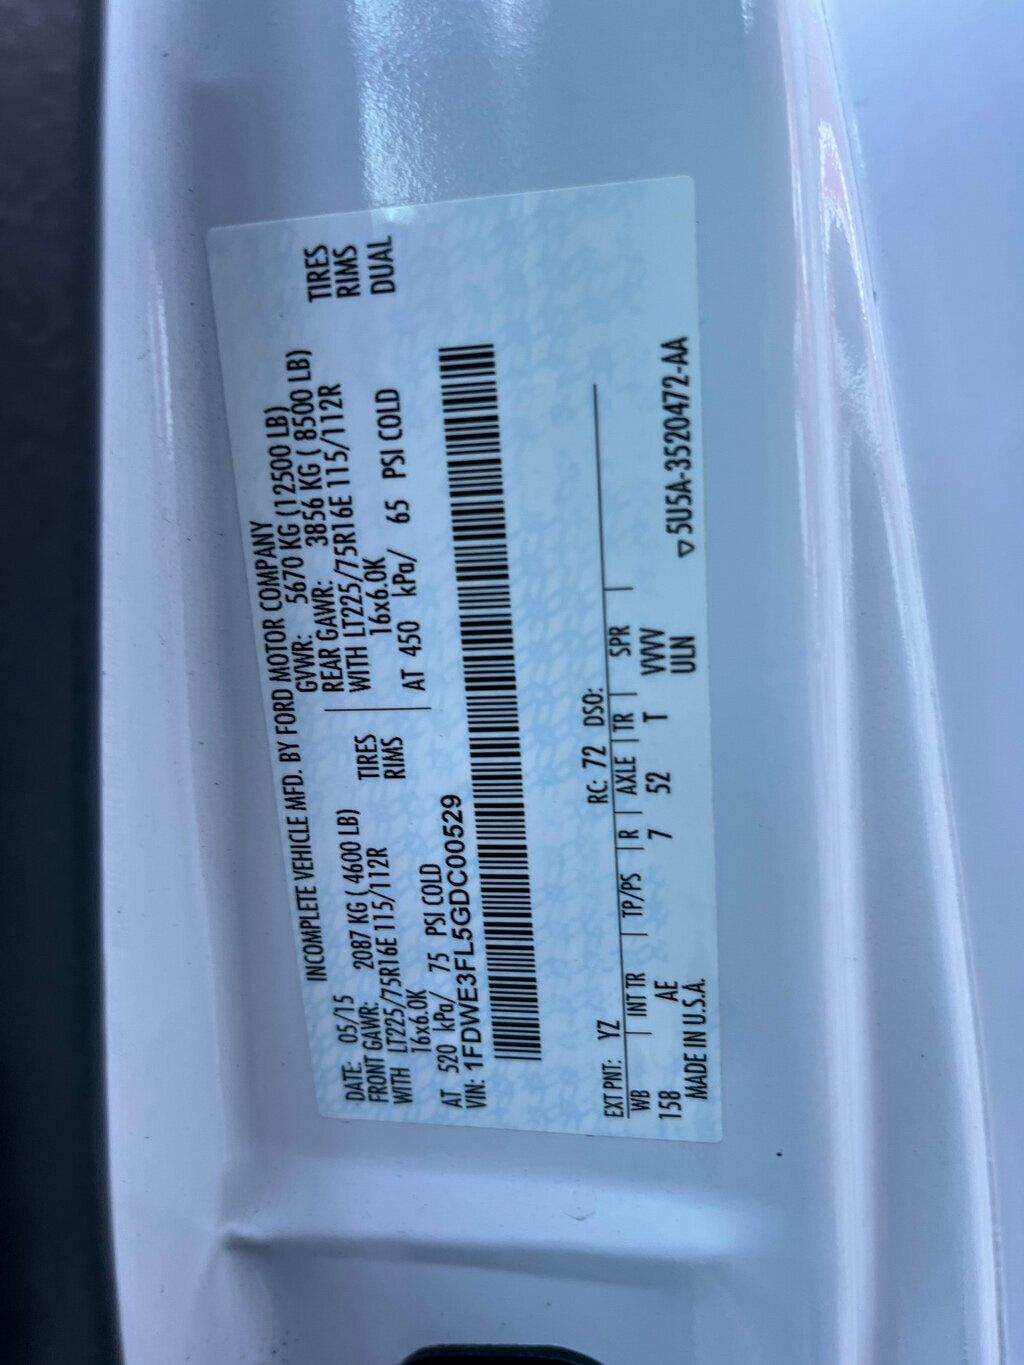 INCOMPLETE VEHICLE MFD. BY FORD MOTOR COMPANY
DATE: 05/15 GVWR: 5670 KG (12500 LB)
FRONT GAWR: 2087 KG ( 4600 LB) REAR GAWR: 3856 KG ( 8500 LB)
WITH LT225/75R16E 115/112R TIRES WITH LT225/75R16E 115/112R TIRES
16x6.0K RIMS 16x6.0K RIMS
AT 520 kPa/ 75 PSI COLD AT 450 kPa/ 65 PSI COLD DUAL
VIN: 1FDWE3FL5GDC00529
EXT PNT: YZ RC: 72 DSO:
WB | INT TR | TP/PS | R | AXLE | TR | SPR |
158 AE 7 52 T VVV
MADE IN U.S.A. ULN
▽5U5A-3520472-AA